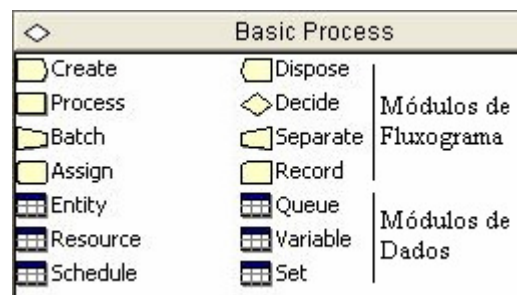 Basic Process
Create Dispose
Process Decide
Batch Separate
Assign Record
Módulos de
Fluxograma
Entity Queue
Resource Variable
Schedule Set
Módulos de
Dados